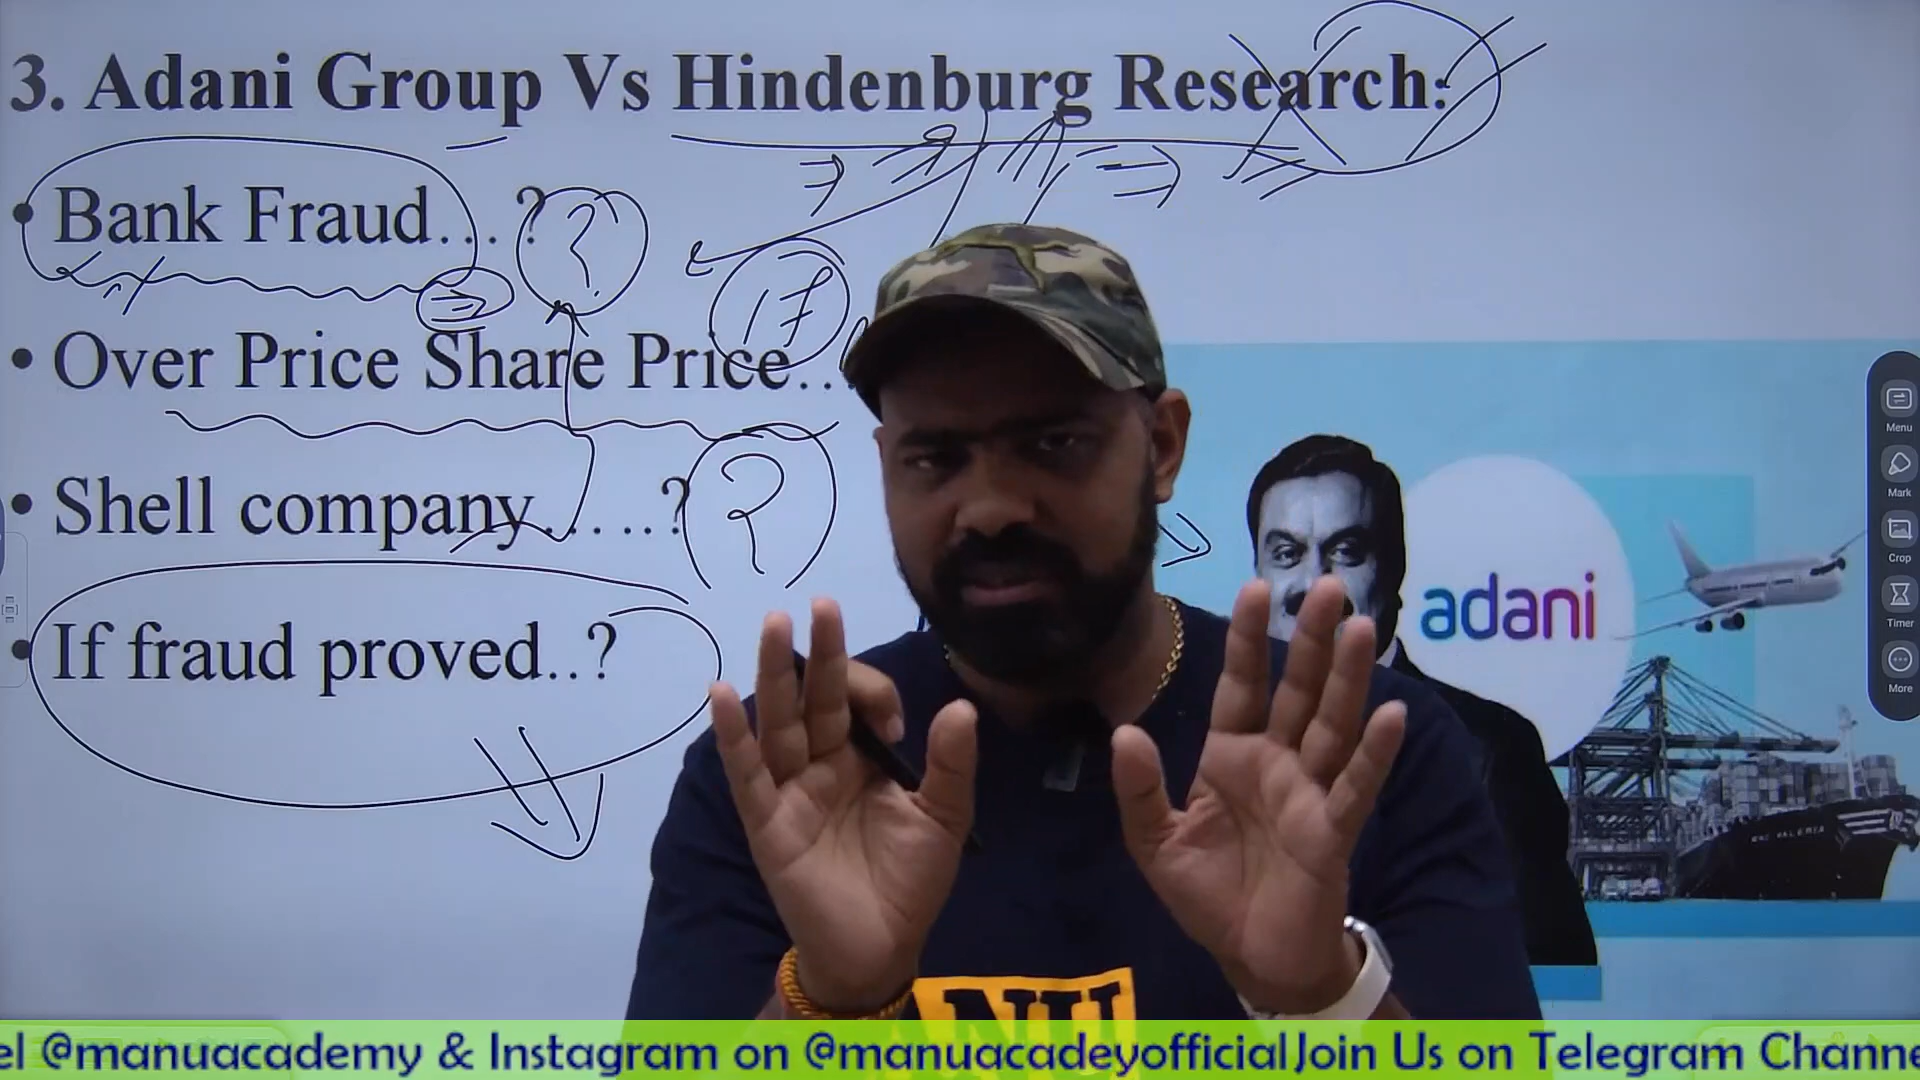 3. Adani Group Vs Hindenburg Research:
• Bank Fraud...?
?
17
• Over Price Share Price...
• Shell company.....?
?
• If fraud proved..?
adani
Menu
Mark
Crop
Timer
More
el @manuacademy & Instagram on @manuacadeyofficial Join Us on Telegram Channe